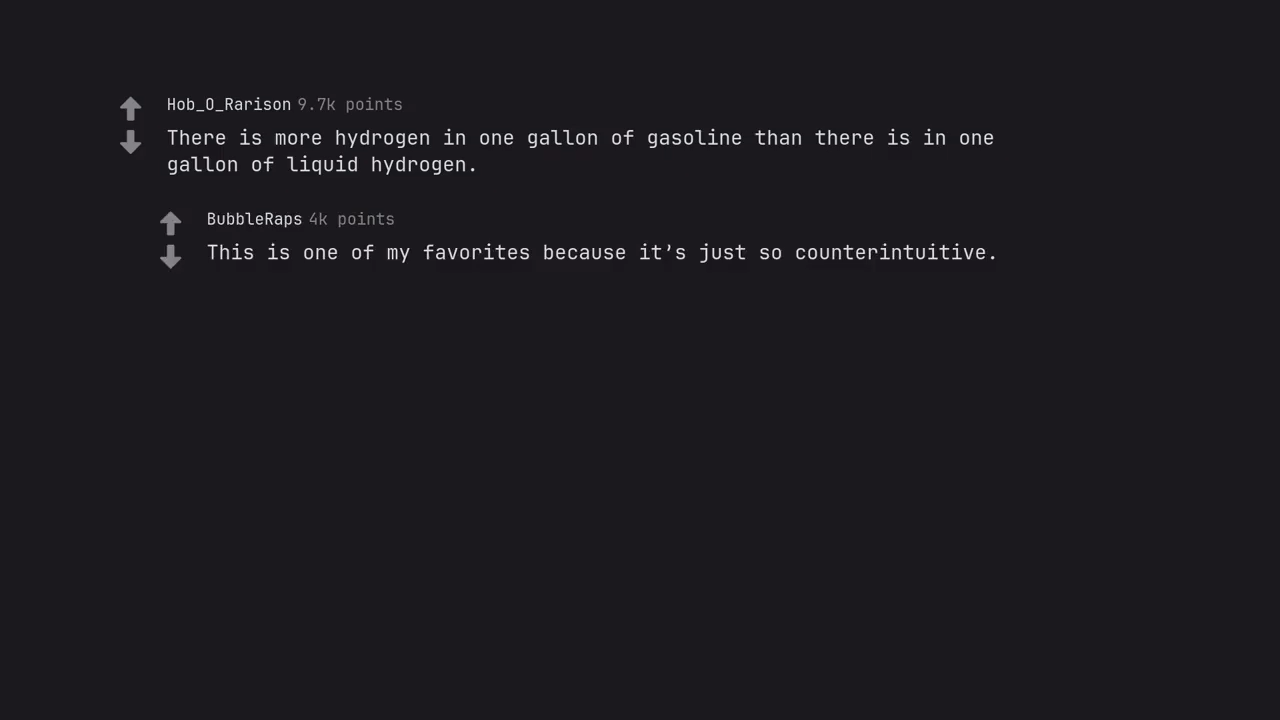 Hob_O_Rarison 9.7k points
There is more hydrogen in one gallon of gasoline than there is in one
gallon of liquid hydrogen.
BubbleRaps 4k points
This is one of my favorites because it’s just so counterintuitive.